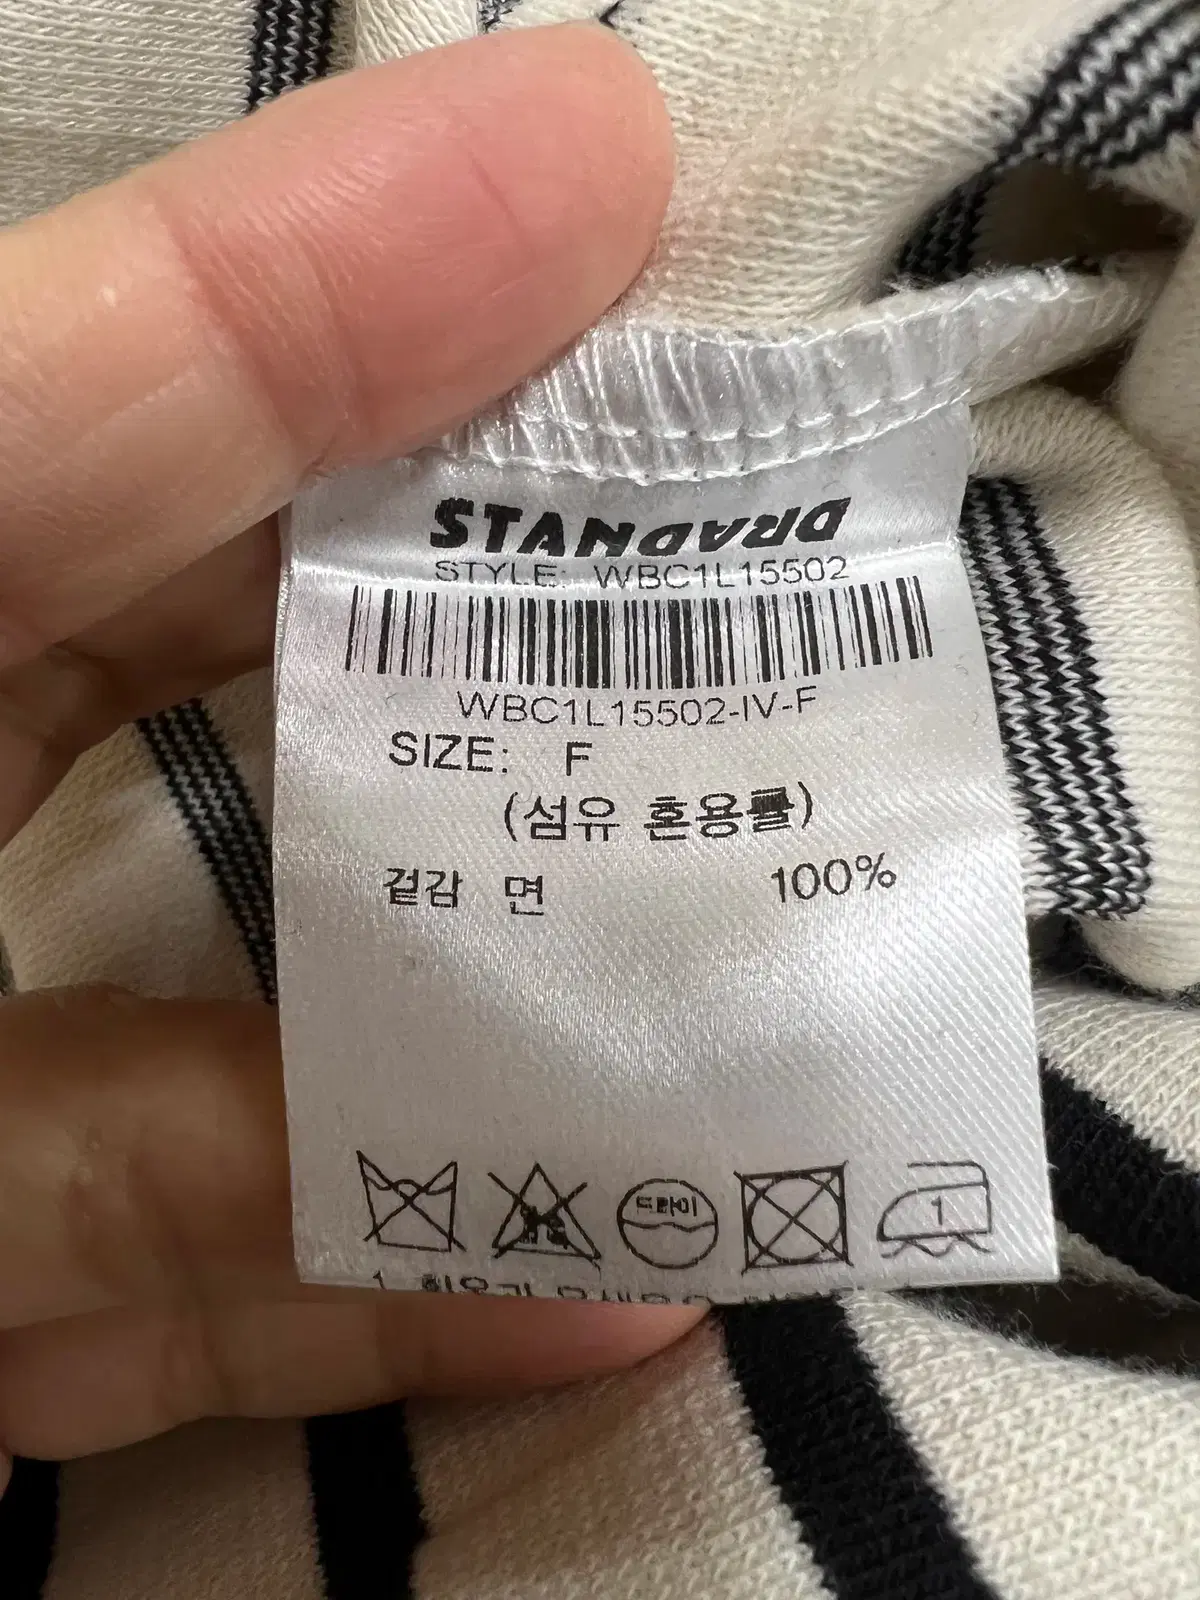 STANDARD
STYLE: WBC1L15502
WBC1L15502-IV-F
SIZE: F
(섬유 혼용률)
겉감 면 100%
드라이
1